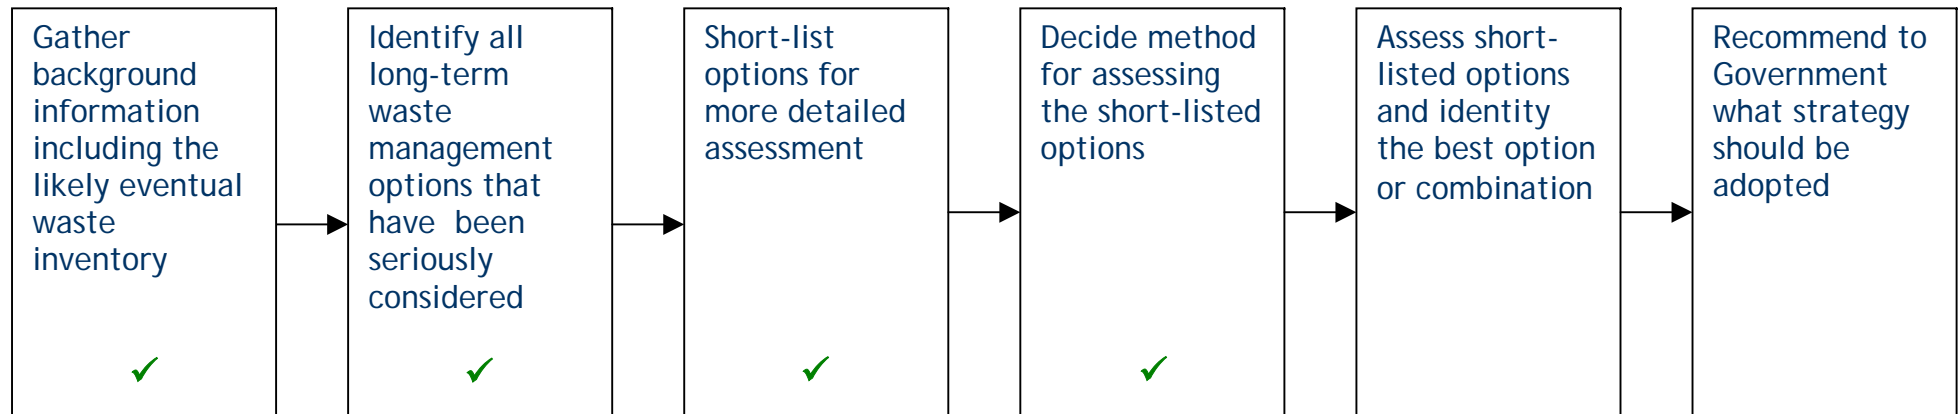 Gather
background
information
including the
likely eventual
waste
inventory
✓
Identify all
long-term
waste
management
options that
have been
seriously
considered
✓
Short-list
options for
more detailed
assessment
✓
Decide method
for assessing
the short-listed
options
✓
Assess short-
listed options
and identity
the best option
or combination
Recommend to
Government
what strategy
should be
adopted